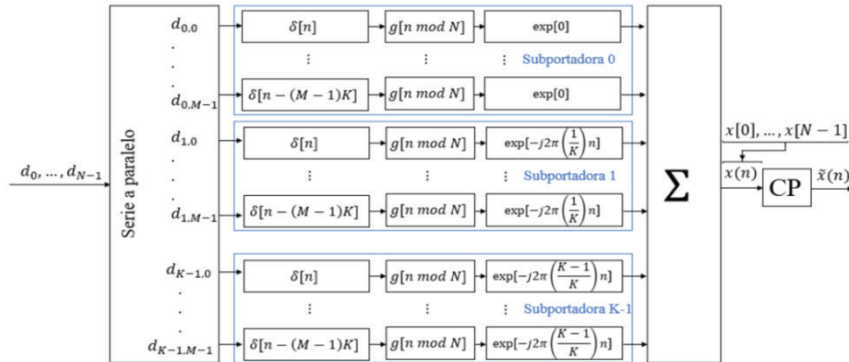 d_0, ..., d_{N-1}
Serie a paralelo
d_{0.0}
.
.
.
d_{0.M-1}
δ[n]
g[n mod N]
exp[0]
⋮ ⋮ ⋮ Subportadora 0
δ[n − (M − 1)K]
g[n mod N]
exp[0]
d_{1.0}
.
.
.
d_{1.M-1}
δ[n]
g[n mod N]
exp[−j2π(1/K)n]
⋮ ⋮ ⋮ Subportadora 1
δ[n − (M − 1)K]
g[n mod N]
exp[−j2π(1/K)n]
d_{K-1.0}
.
.
.
d_{K-1.M-1}
δ[n]
g[n mod N]
exp[−j2π((K − 1)/K)n]
⋮ ⋮ ⋮ Subportadora K-1
δ[n − (M − 1)K]
g[n mod N]
exp[−j2π((K − 1)/K)n]
Σ
x[0], ..., x[N − 1]
x(n)
CP
x̃(n)